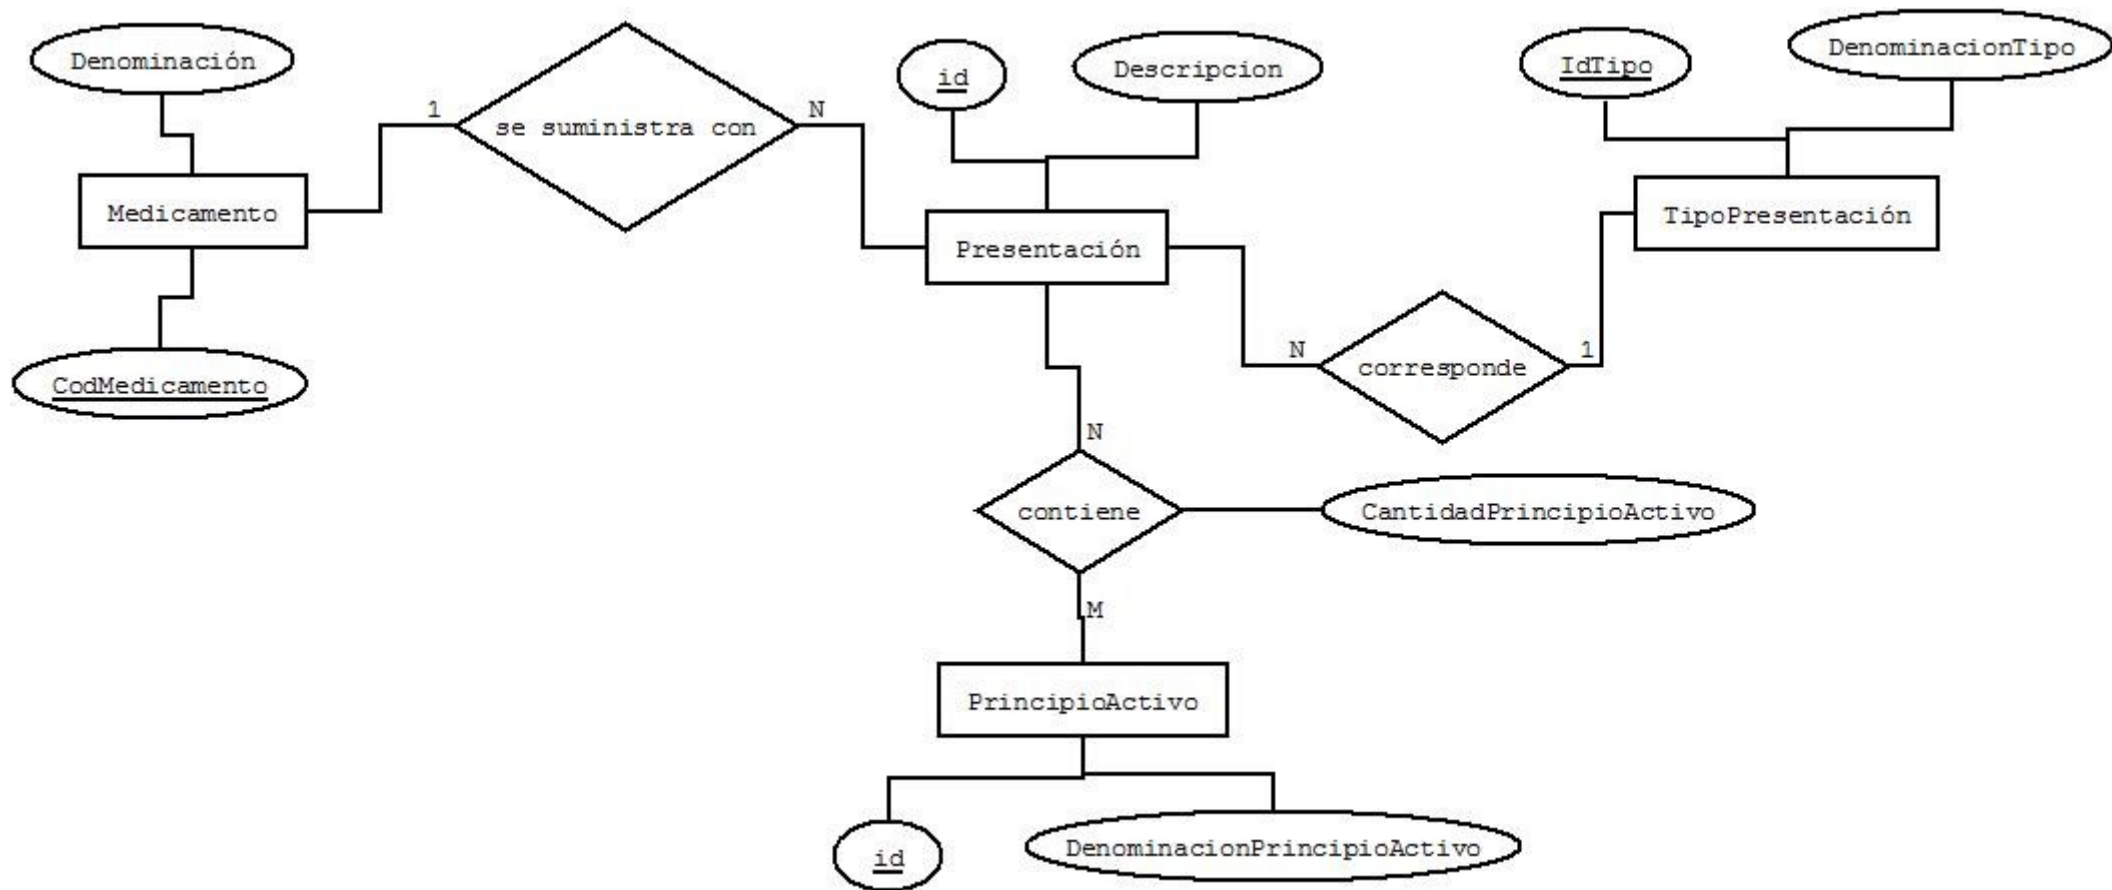 Denominación
id
Descripcion
IdTipo
DenominacionTipo
1
se suministra con
N
Medicamento
Presentación
TipoPresentación
CodMedicamento
N
corresponde
1
N
contiene
CantidadPrincipioActivo
M
PrincipioActivo
id
DenominacionPrincipioActivo